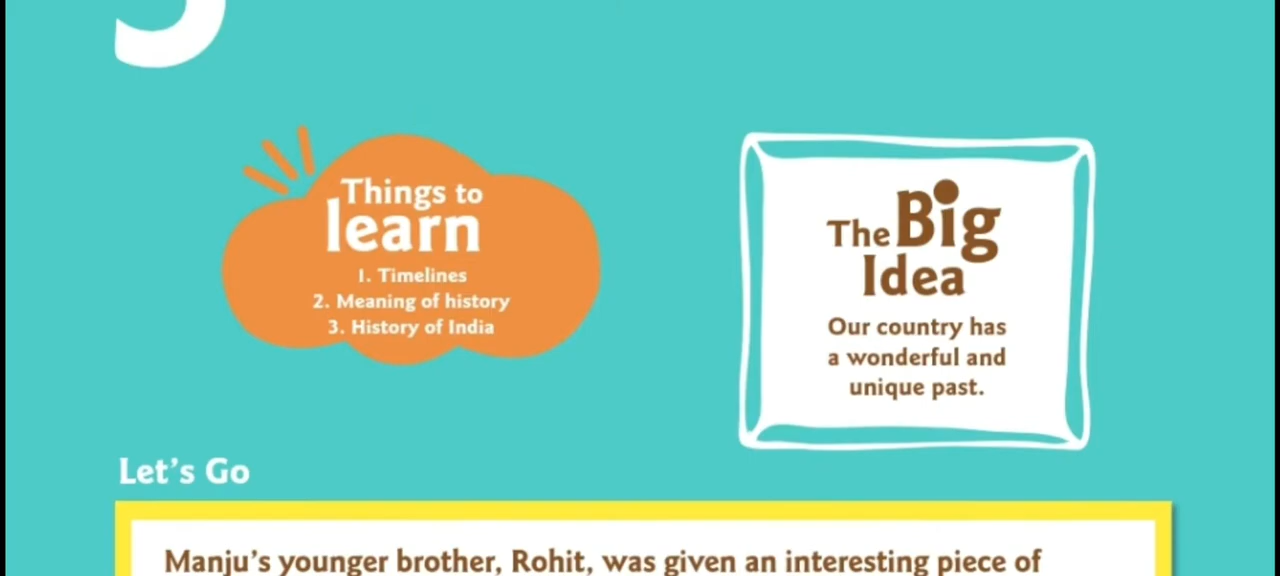 Things to
learn
1. Timelines
2. Meaning of history
3. History of India
The Big
Idea
Our country has
a wonderful and
unique past.
Let's Go
Manju's younger brother, Rohit, was given an interesting piece of